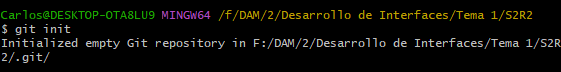 Carlos@DESKTOP-OTA8LU9 MINGW64 /f/DAM/2/Desarrollo de Interfaces/Tema 1/S2R2
$ git init
Initialized empty Git repository in F:/DAM/2/Desarrollo de Interfaces/Tema 1/S2R
2/.git/